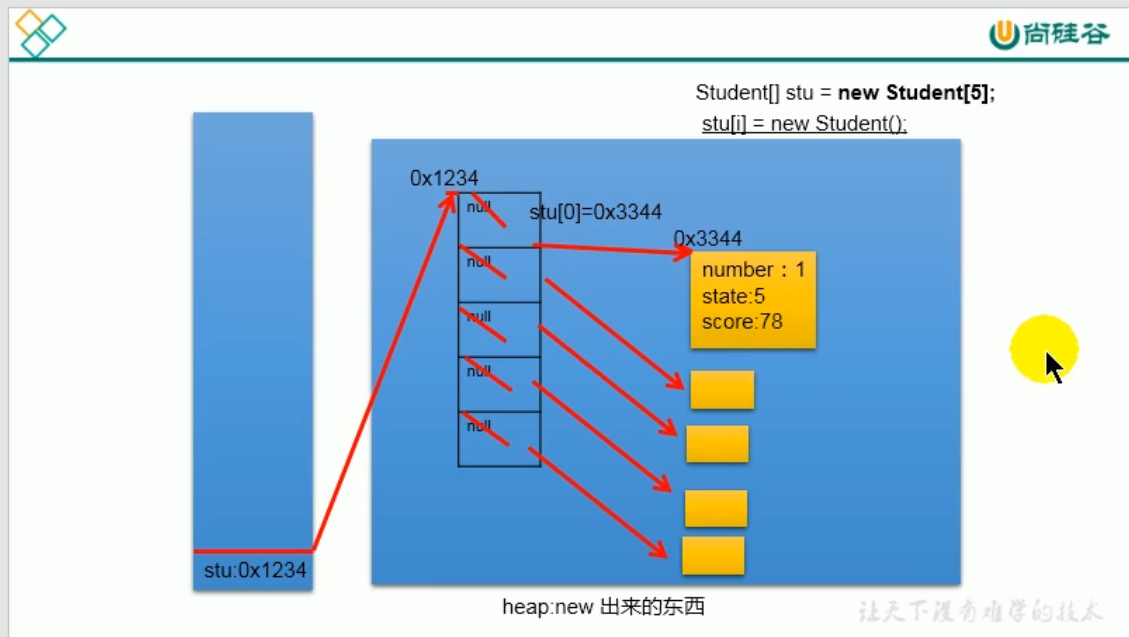 尚硅谷
Student[] stu = new Student[5];
stu[i] = new Student();
0x1234
null
stu[0]=0x3344
0x3344
null
number：1
state:5
score:78
null
null
null
stu:0x1234
heap:new 出来的东西
让天下没有难学的技术